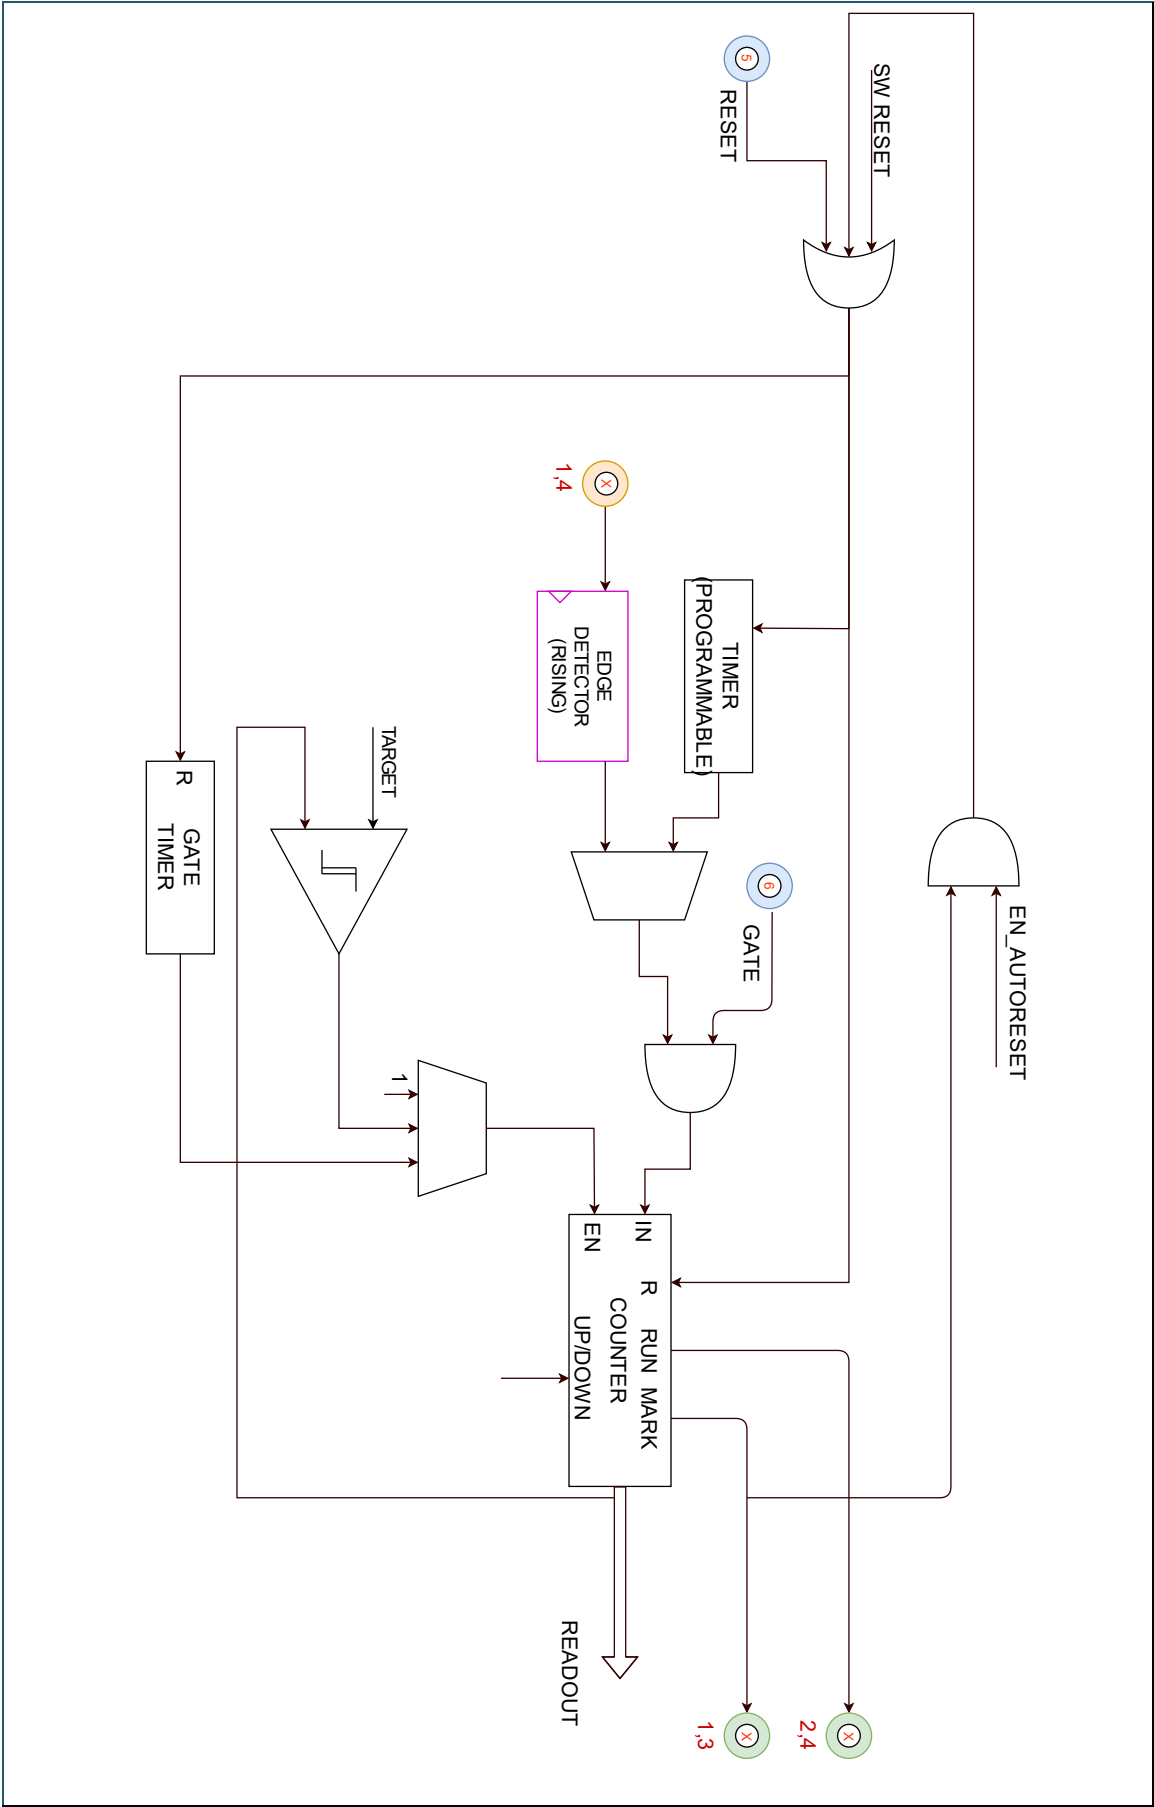 EN_AUTORESET
SW RESET
5
RESET
6
GATE
TIMER
(PROGRAMMABLE)
X
1,4
EDGE
DETECTOR
(RISING)
IN
R
RUN
MARK
COUNTER
EN
UP/DOWN
X
2,4
X
1,3
READOUT
1
TARGET
R
GATE
TIMER